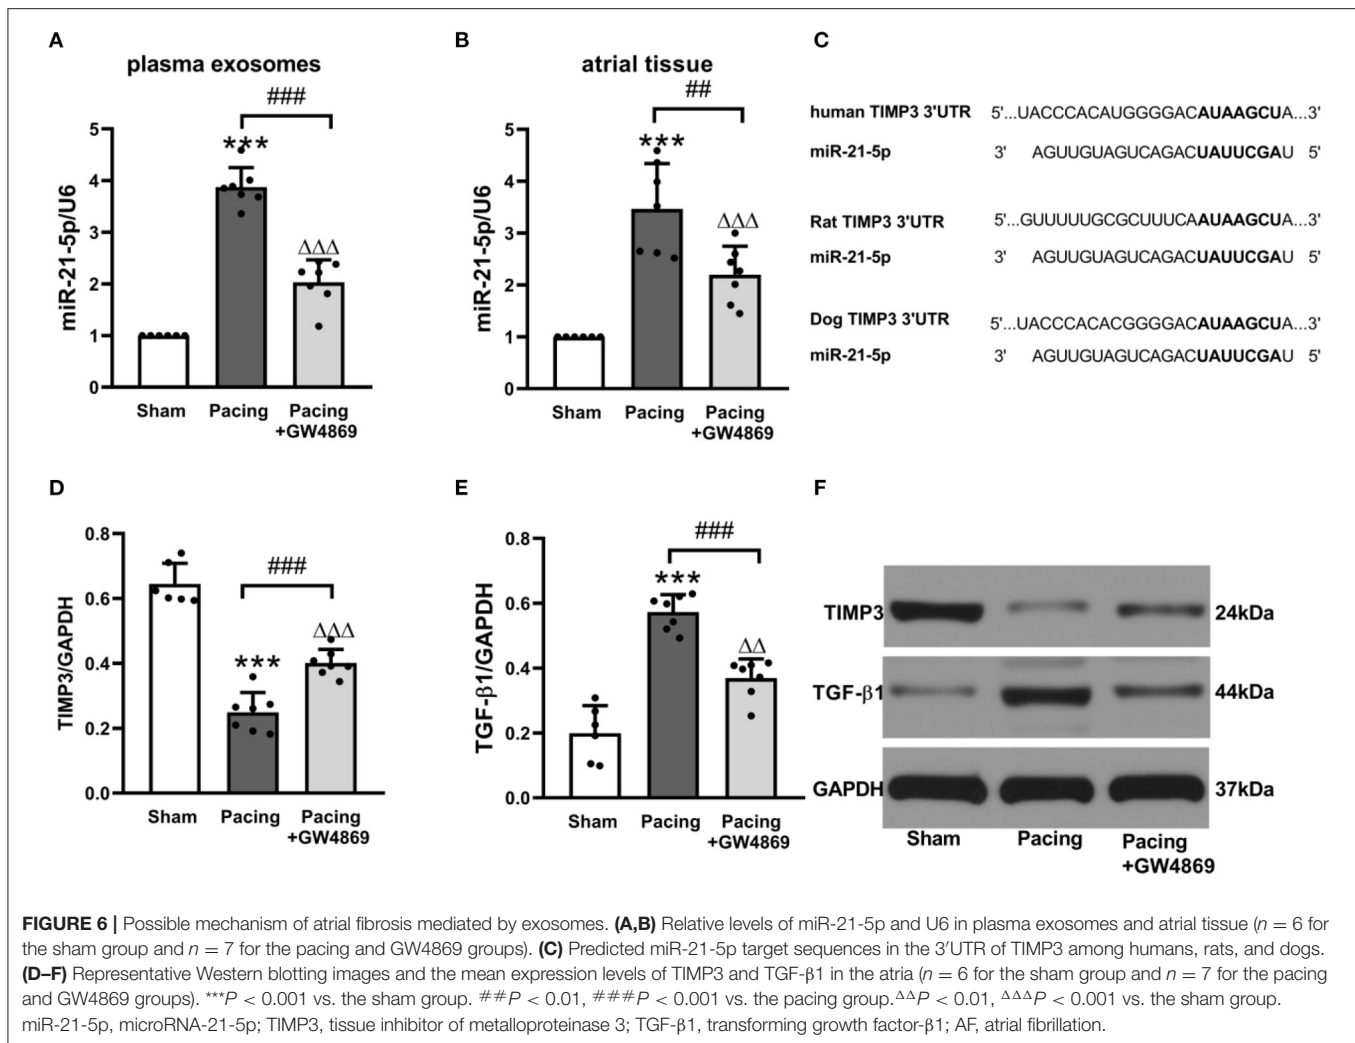 A
plasma exosomes
###
***
ΔΔΔ
miR-21-5p/U6
5
4
3
2
1
0
Sham
Pacing
Pacing
+GW4869
B
atrial tissue
##
***
ΔΔΔ
miR-21-5p/U6
5
4
3
2
1
0
Sham
Pacing
Pacing
+GW4869
C
human TIMP3 3'UTR 5'...UACCCACAUGGGGACAUAAGCUA...3'
miR-21-5p 3' AGUUGUAGUCAGACUAUUCGAU 5'
Rat TIMP3 3'UTR 5'...GUUUUUGCGCUUUCAAUAAGCUA...3'
miR-21-5p 3' AGUUGUAGUCAGACUAUUCGAU 5'
Dog TIMP3 3'UTR 5'...UACCCACACGGGGACAUAAGCUA...3'
miR-21-5p 3' AGUUGUAGUCAGACUAUUCGAU 5'
D
###
***
ΔΔΔ
TIMP3/GAPDH
0.8
0.6
0.4
0.2
0.0
Sham
Pacing
Pacing
+GW4869
E
###
***
ΔΔ
TGF-β1/GAPDH
0.8
0.6
0.4
0.2
0.0
Sham
Pacing
Pacing
+GW4869
F
TIMP3 24kDa
TGF-β1 44kDa
GAPDH 37kDa
Sham
Pacing
Pacing
+GW4869
FIGURE 6 | Possible mechanism of atrial fibrosis mediated by exosomes. (A,B) Relative levels of miR-21-5p and U6 in plasma exosomes and atrial tissue (n = 6 for
the sham group and n = 7 for the pacing and GW4869 groups). (C) Predicted miR-21-5p target sequences in the 3′UTR of TIMP3 among humans, rats, and dogs.
(D–F) Representative Western blotting images and the mean expression levels of TIMP3 and TGF-β1 in the atria (n = 6 for the sham group and n = 7 for the pacing
and GW4869 groups). ***P < 0.001 vs. the sham group. ##P < 0.01, ###P < 0.001 vs. the pacing group.ΔΔP < 0.01, ΔΔΔP < 0.001 vs. the sham group.
miR-21-5p, microRNA-21-5p; TIMP3, tissue inhibitor of metalloproteinase 3; TGF-β1, transforming growth factor-β1; AF, atrial fibrillation.